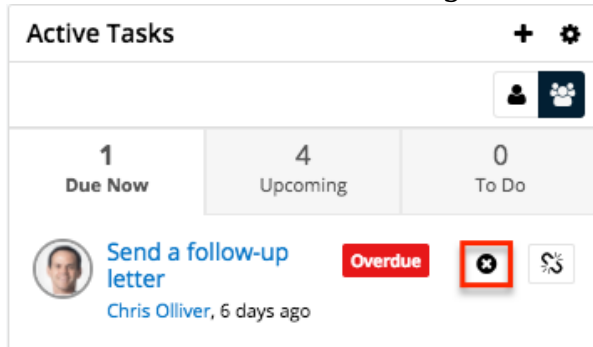 Active Tasks
1
Due Now
4
Upcoming
0
To Do
Send a follow-up
letter
Overdue
Chris Olliver, 6 days ago